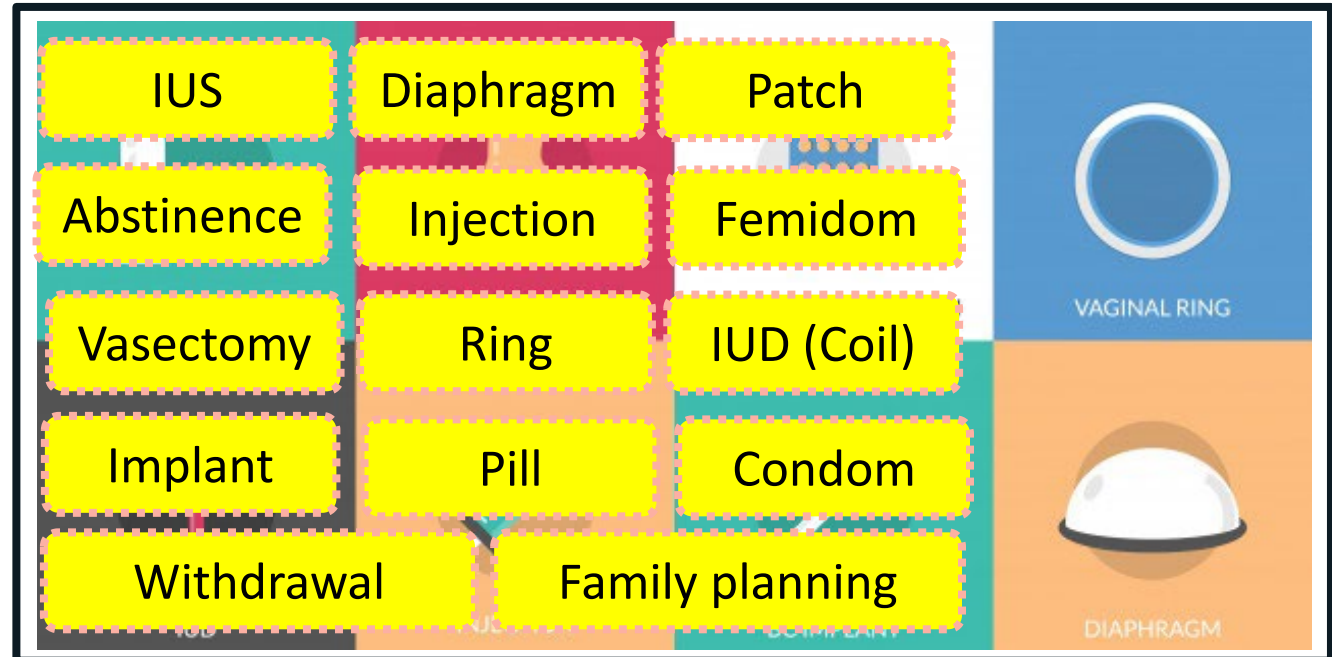 IUS
Diaphragm
Patch
Abstinence
Injection
Femidom
VAGINAL RING
Vasectomy
Ring
IUD (Coil)
Implant
Pill
Condom
Withdrawal
Family planning
DIAPHRAGM